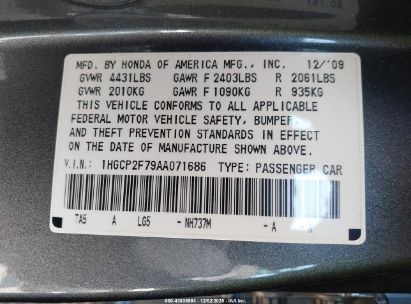 MFD. BY HONDA OF AMERICA MFG., INC. 12/'09
GVWR 4431LBS GAWR F 2403LBS R 2061LBS
GVWR 2010KG GAWR F 1090KG R 935KG
THIS VEHICLE CONFORMS TO ALL APPLICABLE
FEDERAL MOTOR VEHICLE SAFETY, BUMPER,
AND THEFT PREVENTION STANDARDS IN EFFECT
ON THE DATE OF MANUFACTURE SHOWN ABOVE.
V.I.N.: 1HGCP2F79AA071686 TYPE: PASSENGER CAR
TA5 A LG5 - NH737M - A